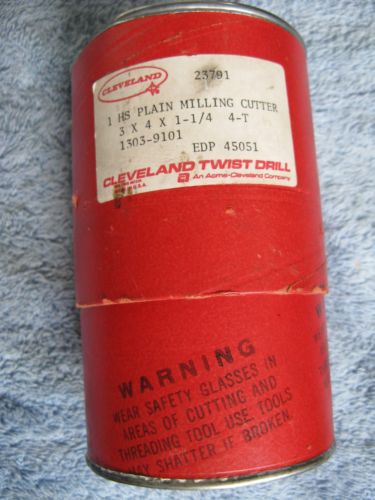 CLEVELAND
23791
1 HS PLAIN MILLING CUTTER
3 X 4 X 1-1/4 4-T
1303-9101
EDP 45051
CLEVELAND TWIST DRILL
An Acme-Cleveland Company
U.S.A.
WARNING
WEAR SAFETY GLASSES IN
AREAS OF CUTTING AND
THREADING TOOL USE. TOOLS
MAY SHATTER IF BROKEN.